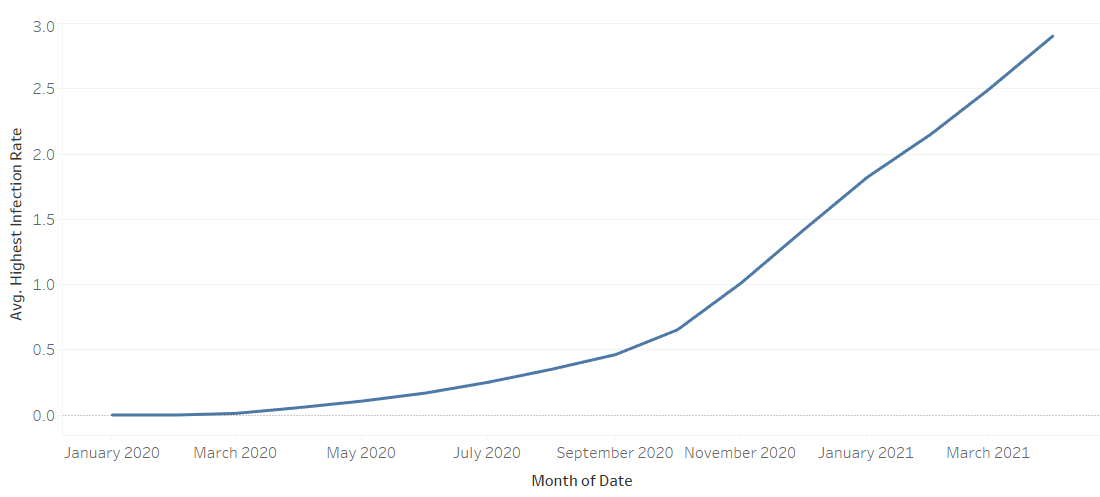 Avg. Highest Infection Rate
3.0
2.5
2.0
1.5
1.0
0.5
0.0
January 2020 March 2020 May 2020 July 2020 September 2020 November 2020 January 2021 March 2021
Month of Date